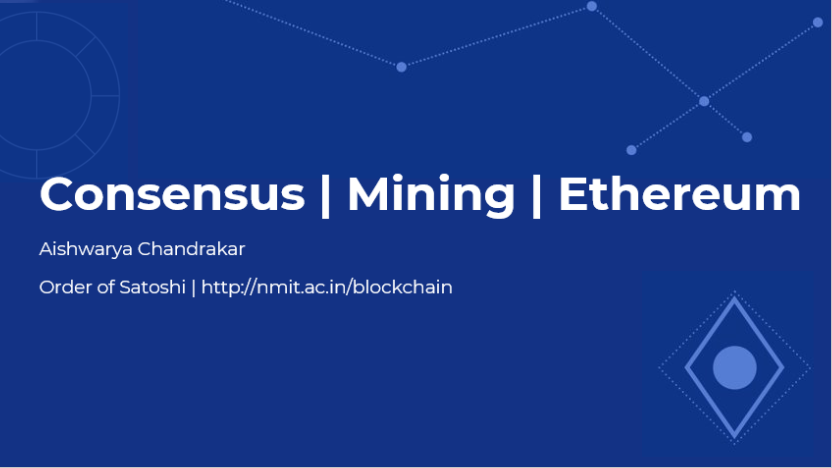 Consensus | Mining | Ethereum
Aishwarya Chandrakar
Order of Satoshi | http://nmit.ac.in/blockchain